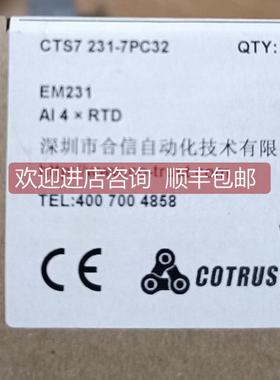 CTS7 231-7PC32 QTY:
EM231
AI 4 × RTD
深圳市合信自动化技术有限
欢迎进店咨询 顺丰包邮
TEL:400 700 4858
CE COTRUS